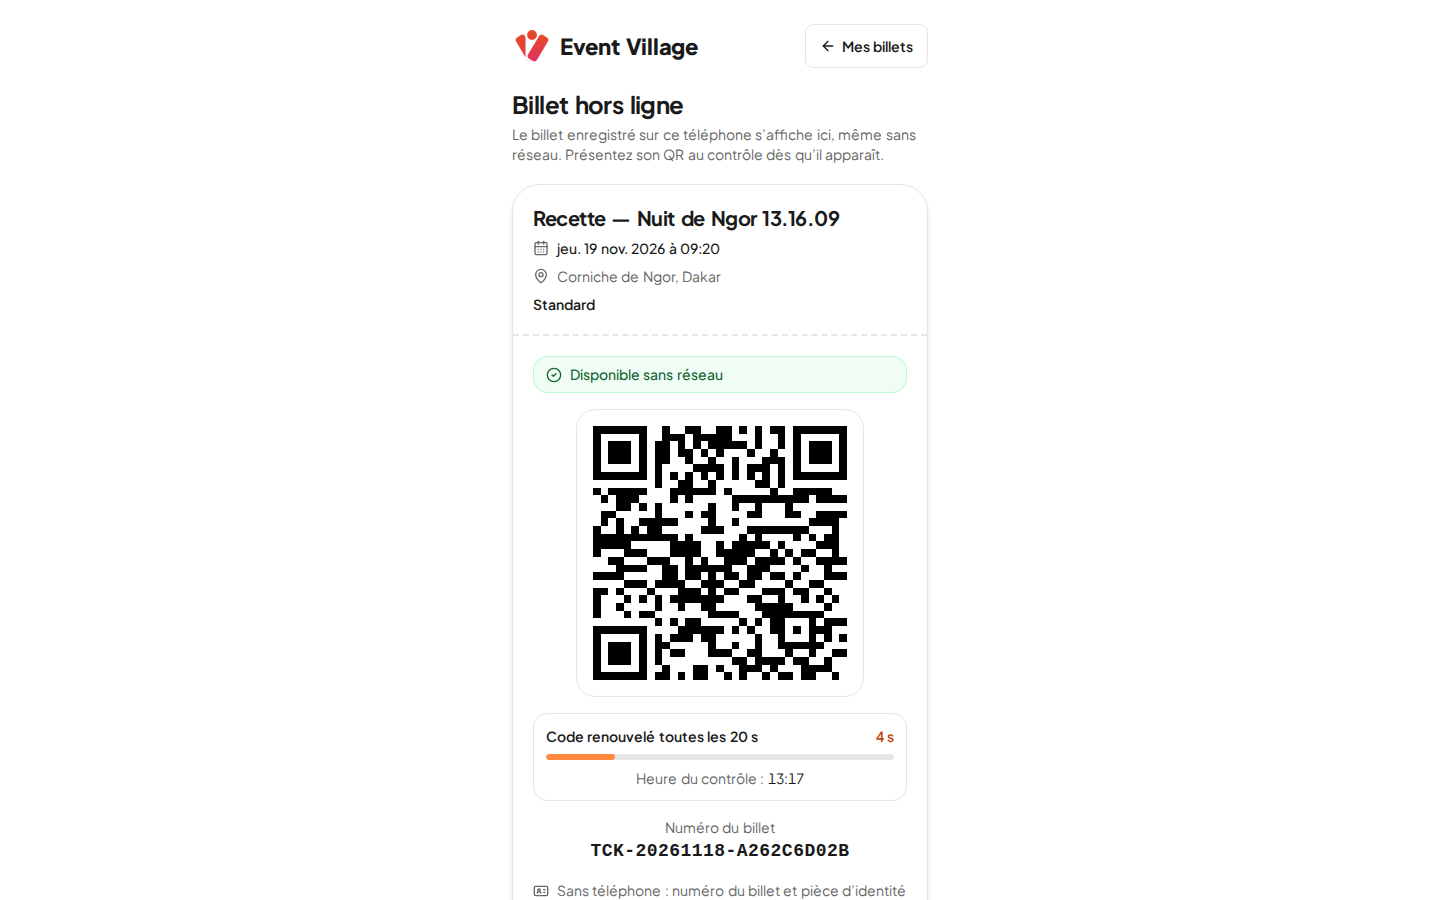 Event Village
Mes billets
Billet hors ligne
Le billet enregistré sur ce téléphone s’affiche ici, même sans
réseau. Présentez son QR au contrôle dès qu’il apparaît.
Recette — Nuit de Ngor 13.16.09
jeu. 19 nov. 2026 à 09:20
Corniche de Ngor, Dakar
Standard
Disponible sans réseau
Code renouvelé toutes les 20 s
4 s
Heure du contrôle : 13:17
Numéro du billet
TCK-20261118-A262C6D02B
Sans téléphone : numéro du billet et pièce d’identité